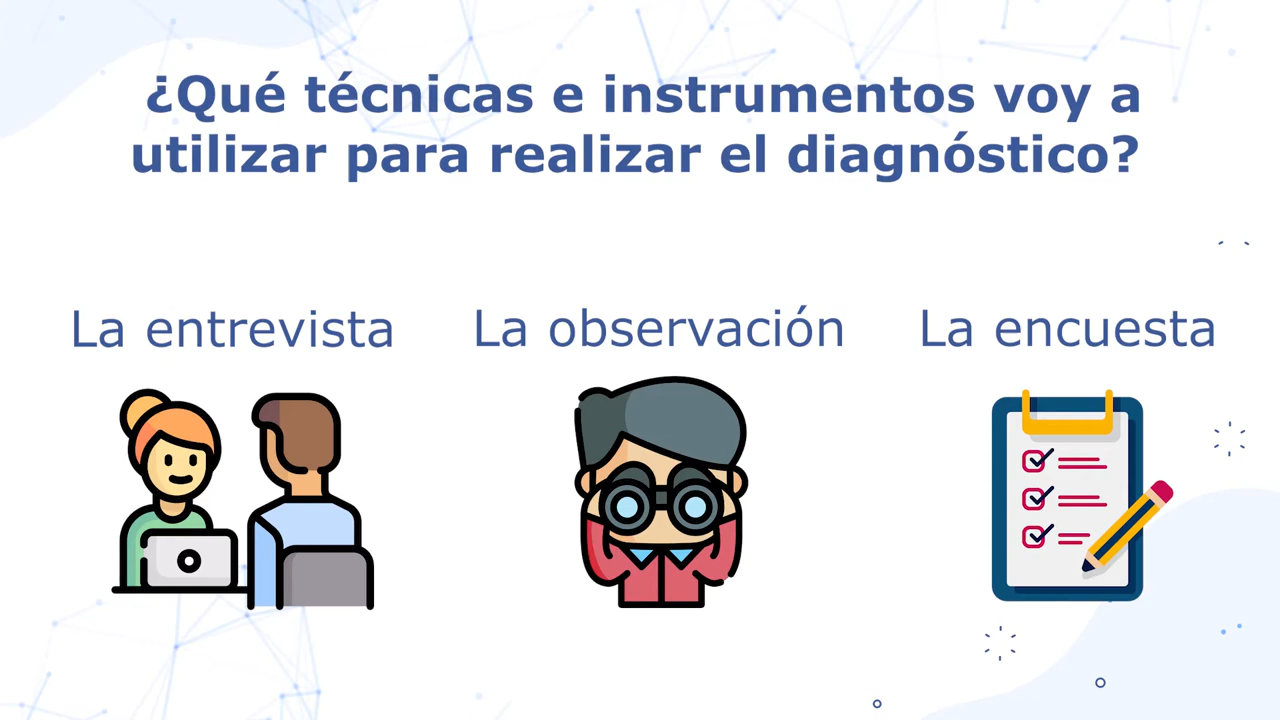 ¿Qué técnicas e instrumentos voy a
utilizar para realizar el diagnóstico?
La entrevista
La observación
La encuesta